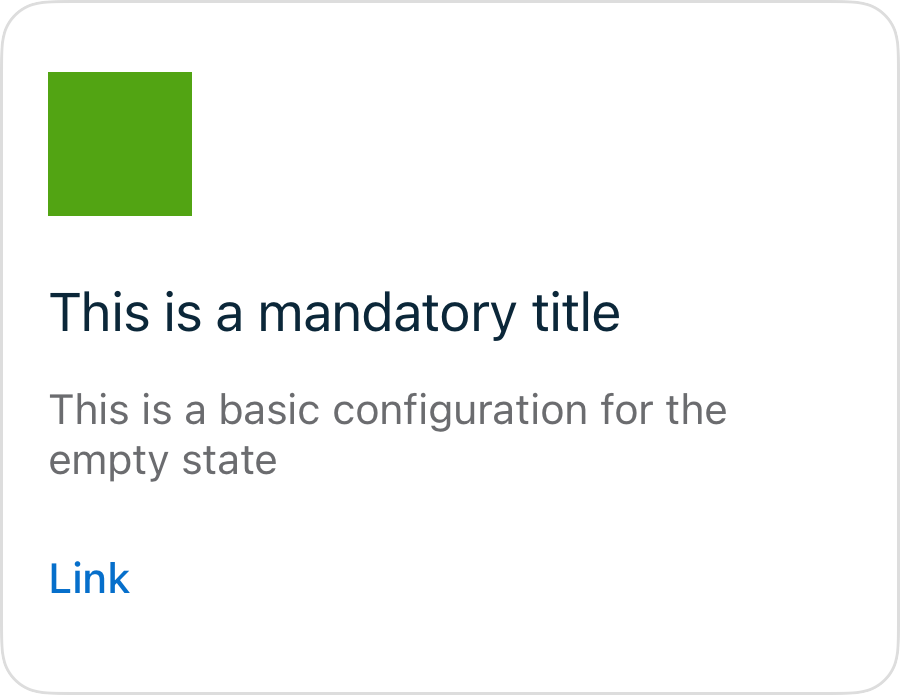 This is a mandatory title
This is a basic configuration for the
empty state
Link